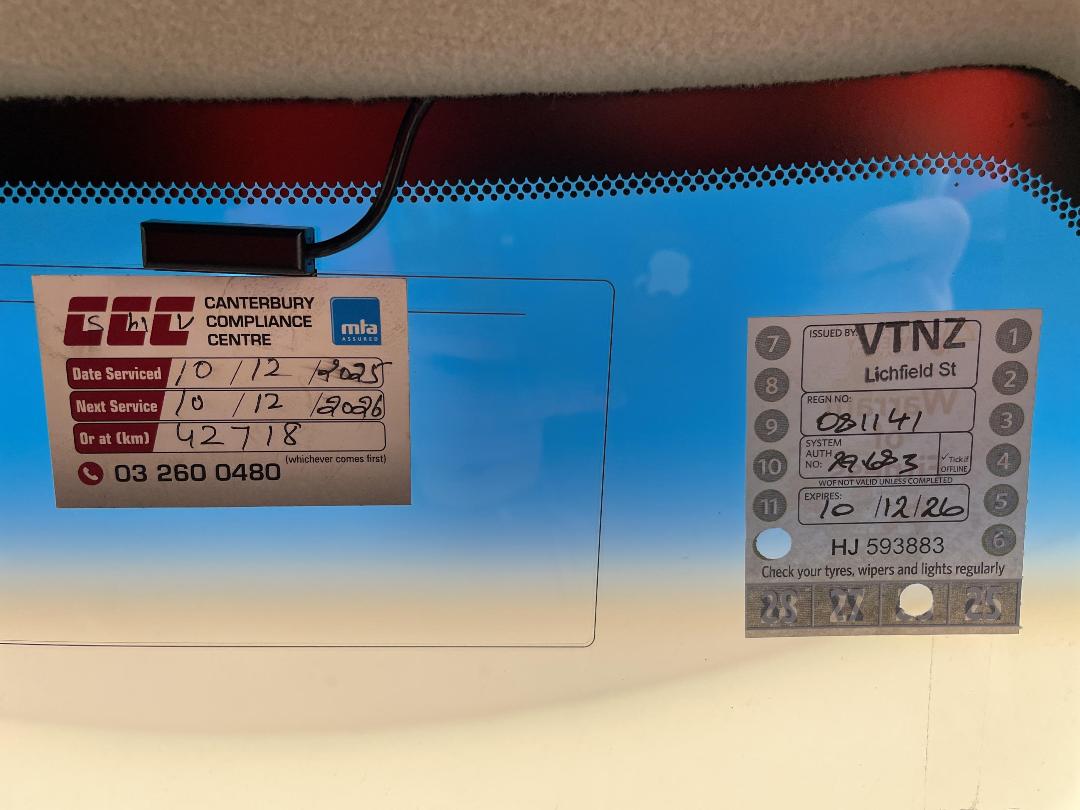 CCC
S h i V
CANTERBURY
COMPLIANCE
CENTRE
mta
ASSURED
Date Serviced 10 / 12 / 2025
Next Service 10 / 12 / 2026
Or at (km) 42718
(whichever comes first)
03 260 0480
ISSUED BY: VTNZ
Lichfield St
REGN NO:
081141
SYSTEM
AUTH
NO:
✓ Tick if
OFFLINE
WOF NOT VALID UNLESS COMPLETED
EXPIRES:
10 /12/26
HJ 593883
Check your tyres, wipers and lights regularly
7
8
9
10
11
1
2
3
4
5
6
28 27 25